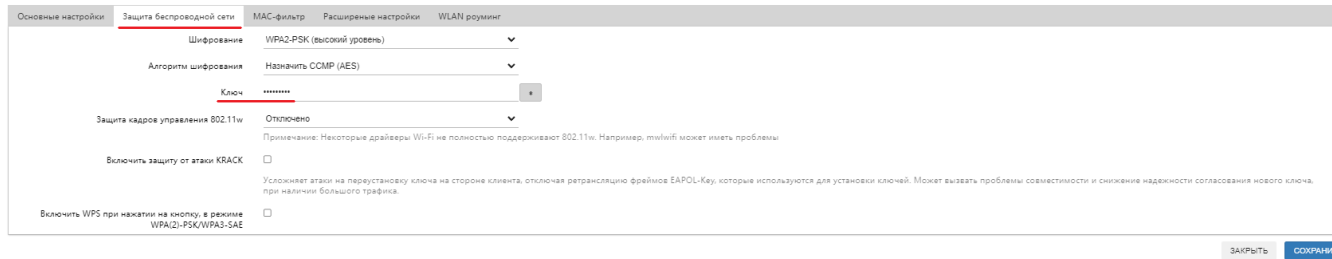 Основные настройки Защита беспроводной сети MAC-фильтр Расширеные настройки WLAN роуминг
Шифрование WPA2-PSK (высокий уровень)
Алгоритм шифрования Назначить CCMP (AES)
Ключ •••••••••
Защита кадров управления 802.11w Отключено
Примечание: Некоторые драйверы Wi-Fi не полностью поддерживают 802.11w. Например, mwlwifi может иметь проблемы
Включить защиту от атаки KRACK
Усложняет атаки на переустановку ключа на стороне клиента, отключая ретрансляцию фреймов EAPOL-Key, которые используются для установки ключей. Может вызвать проблемы совместимости и снижение надежности согласования нового ключа,
при наличии большого трафика.
Включить WPS при нажатии на кнопку, в режиме
WPA(2)-PSK/WPA3-SAE
ЗАКРЫТЬ СОХРАНИ